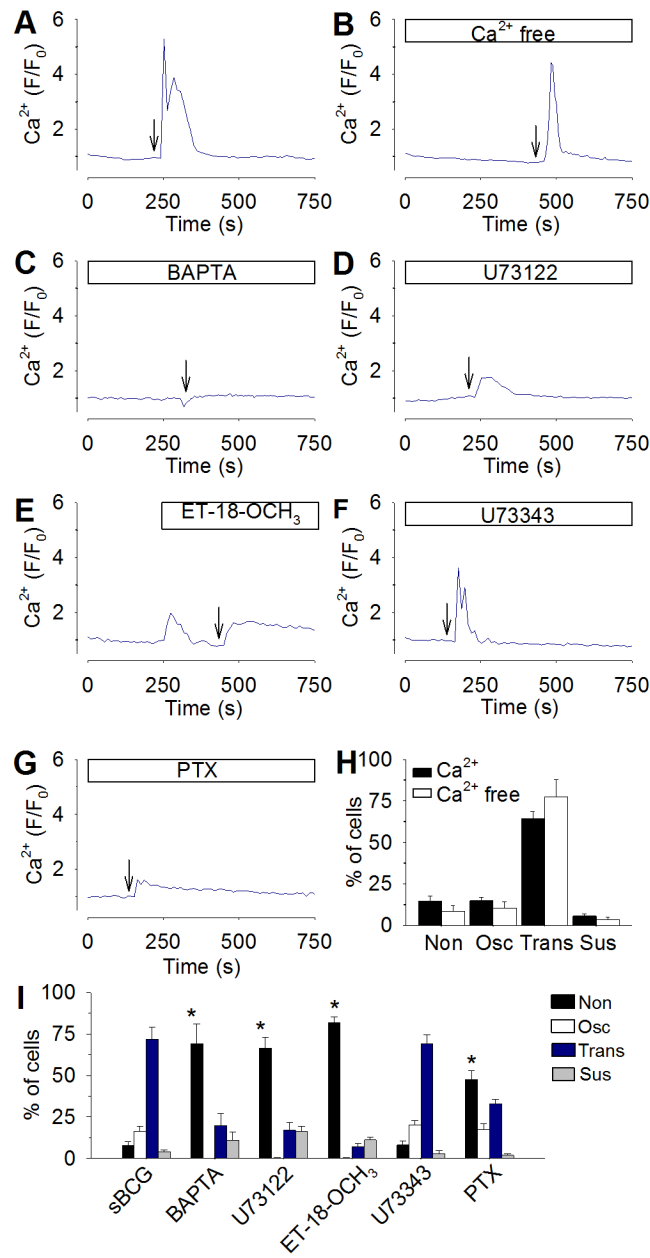 A
B
Ca2+ free
6
4
2
Ca2+ (F/F0)
0 250 500 750
Time (s)
6
4
2
Ca2+ (F/F0)
0 250 500 750
Time (s)
C
D
BAPTA
U73122
6
4
2
Ca2+ (F/F0)
0 250 500 750
Time (s)
6
4
2
Ca2+ (F/F0)
0 250 500 750
Time (s)
E
F
ET-18-OCH3
U73343
6
4
2
Ca2+ (F/F0)
0 250 500 750
Time (s)
6
4
2
Ca2+ (F/F0)
0 250 500 750
Time (s)
G
PTX
6
4
2
Ca2+ (F/F0)
0 250 500 750
Time (s)
H
100
75
50
25
0
% of cells
Ca2+
Ca2+ free
Non Osc Trans Sus
I
100
75
50
25
0
% of cells
* * * *
Non
Osc
Trans
Sus
sBCG
BAPTA
U73122
ET-18-OCH3
U73343
PTX